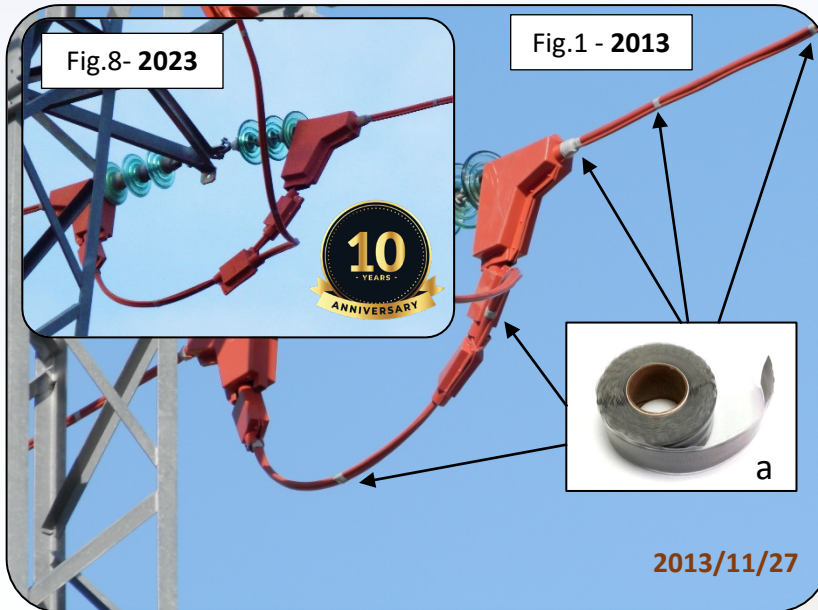 Fig.8- 2023
Fig.1 - 2013
10
- YEARS -
ANNIVERSARY
a
2013/11/27